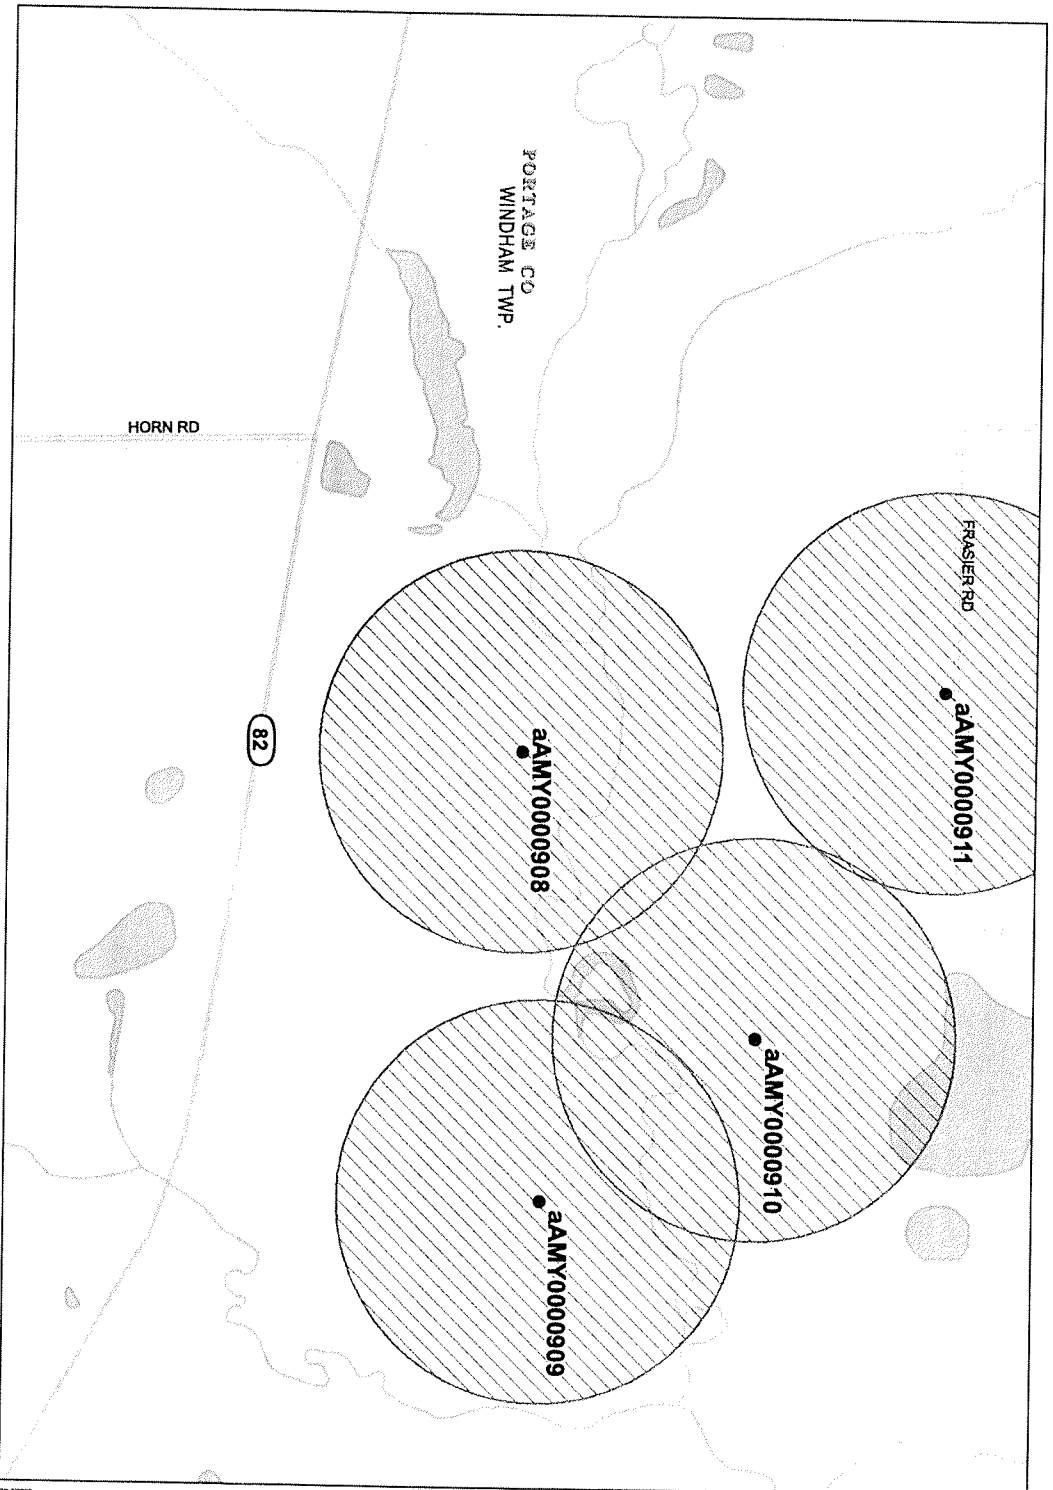 PORTAGE CO
WINDHAM TWP.
HORN RD
FRASIER RD
aAMY0000911
82
aAMY0000908
aAMY0000910
aAMY0000909